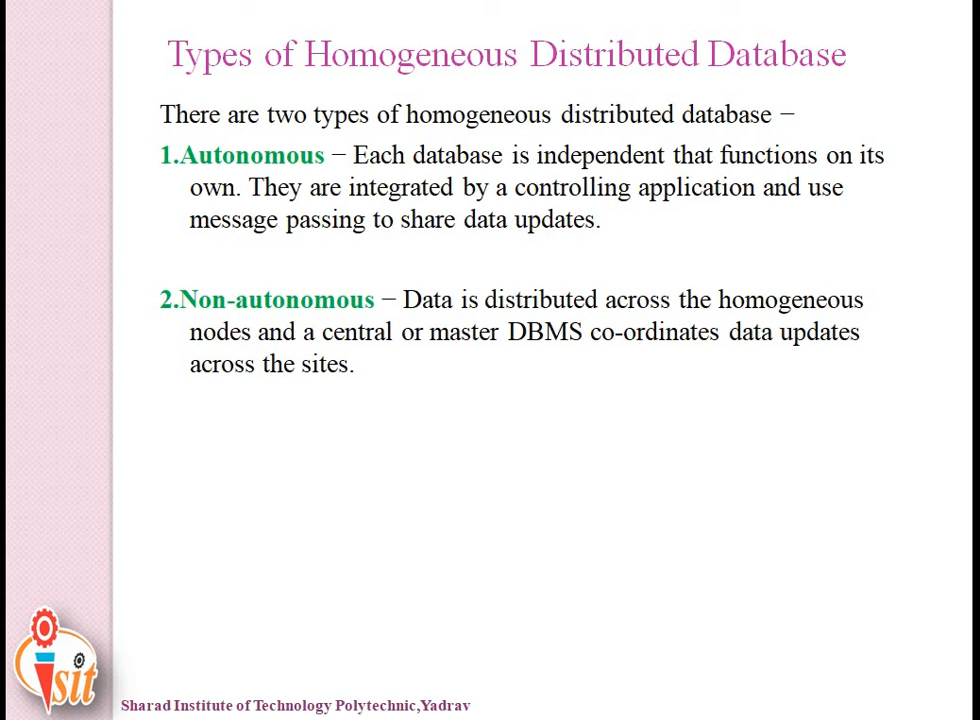 Types of Homogeneous Distributed Database
There are two types of homogeneous distributed database −
1.Autonomous − Each database is independent that functions on its
own. They are integrated by a controlling application and use
message passing to share data updates.
2.Non-autonomous − Data is distributed across the homogeneous
nodes and a central or master DBMS co-ordinates data updates
across the sites.
sit
Sharad Institute of Technology Polytechnic,Yadrav